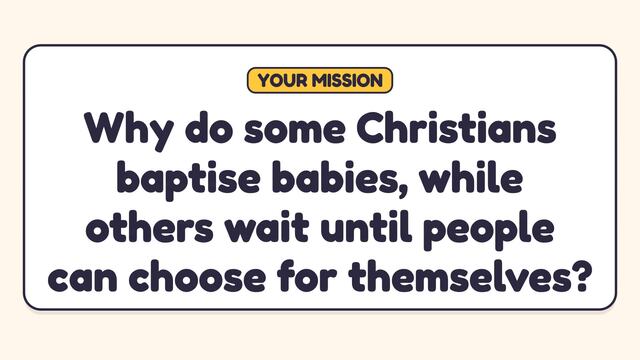 YOUR MISSION
Why do some Christians
baptise babies, while
others wait until people
can choose for themselves?